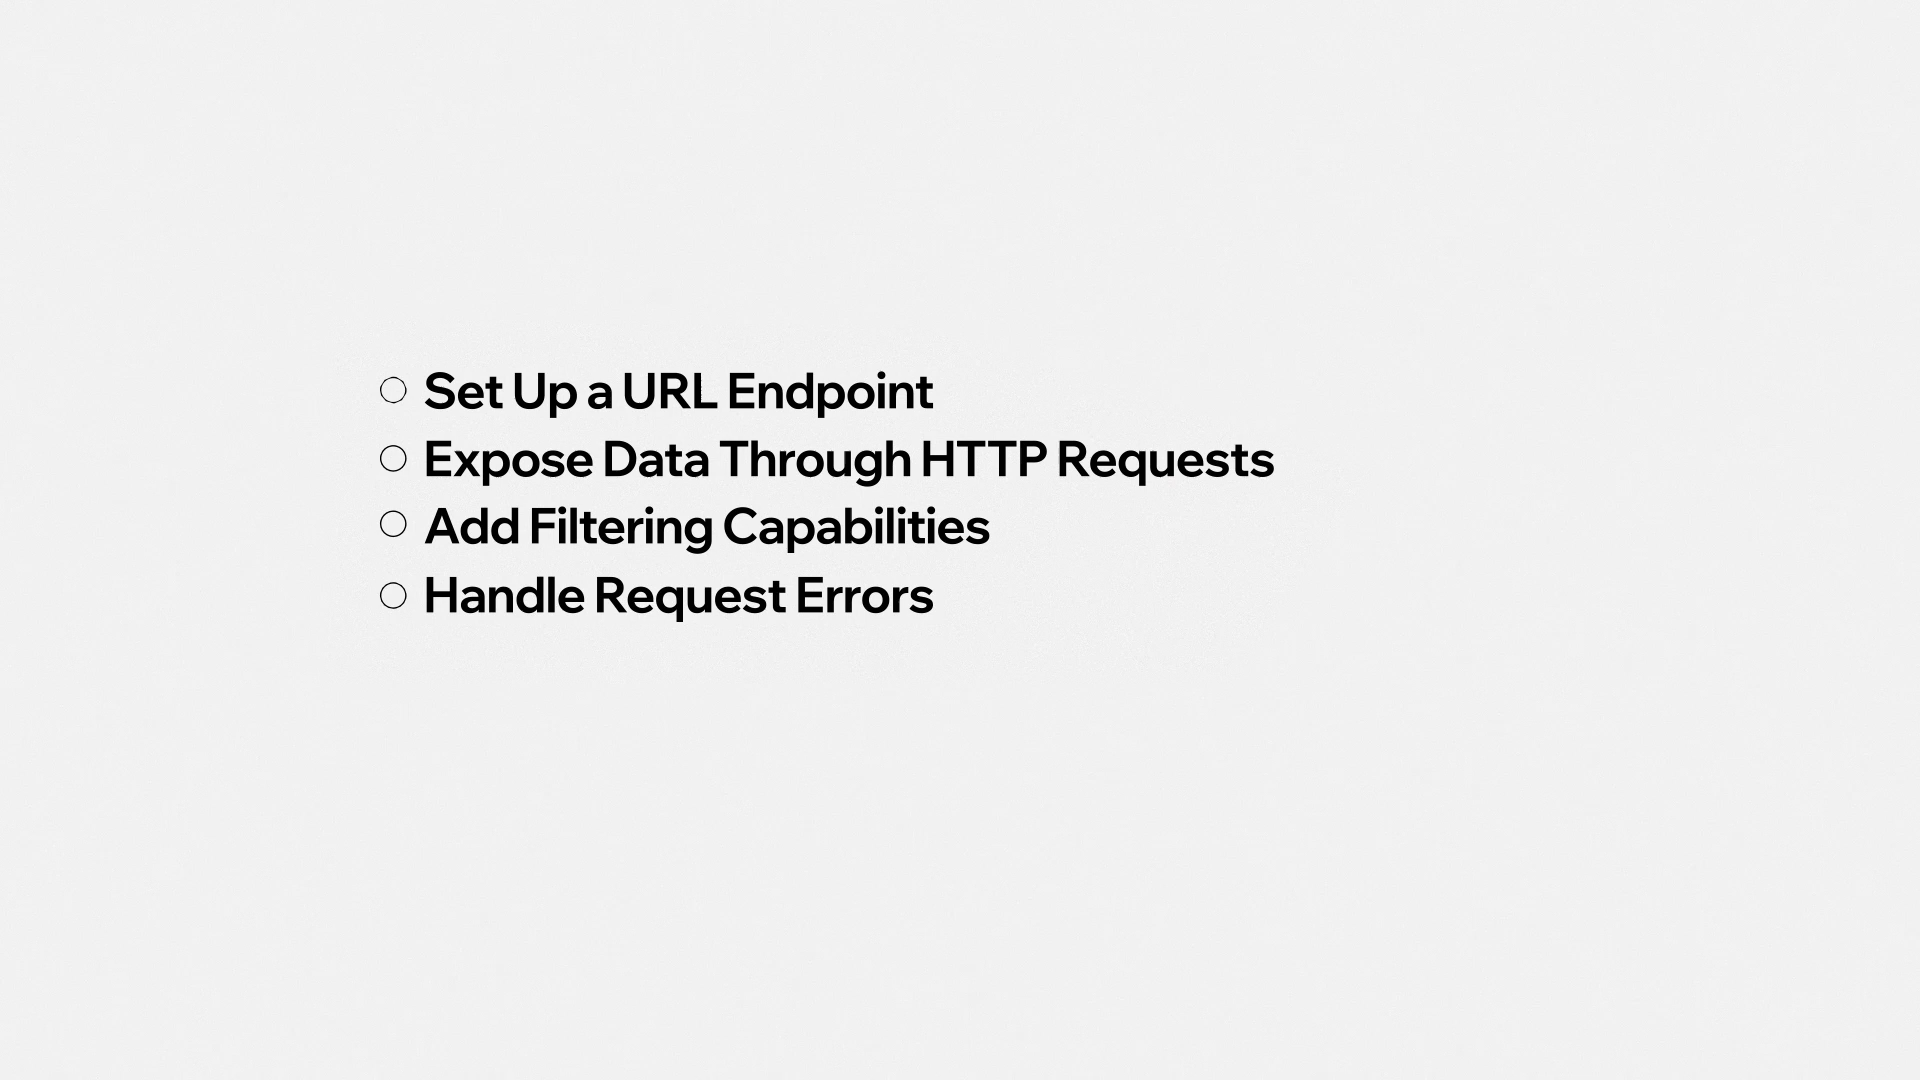 Set Up a URL Endpoint
Expose Data Through HTTP Requests
Add Filtering Capabilities
Handle Request Errors